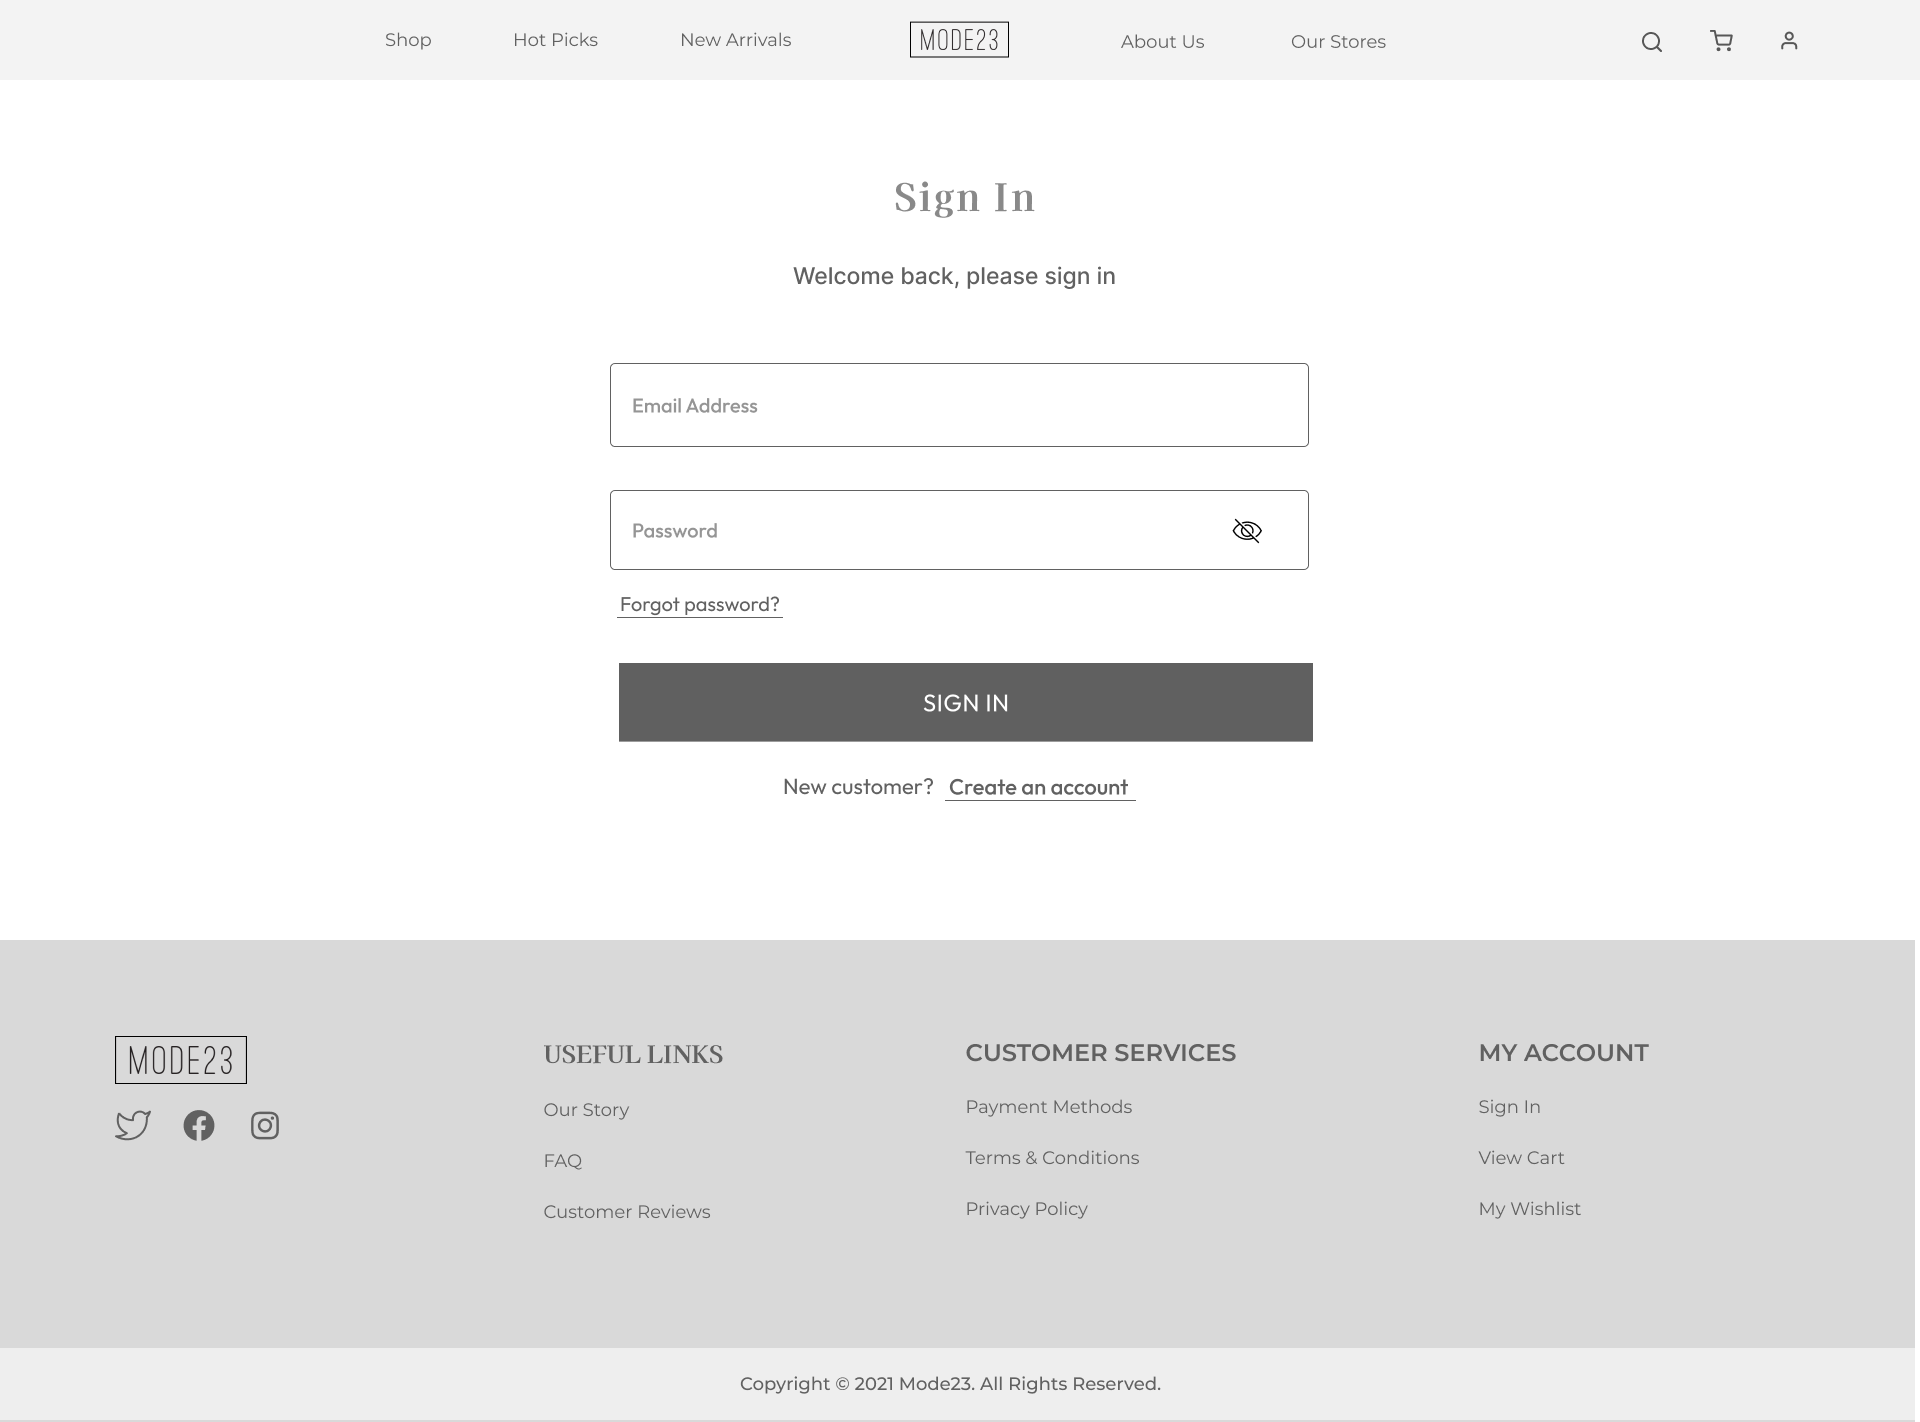 Shop
Hot Picks
New Arrivals
MODE23
About Us
Our Stores
Sign In
Welcome back, please sign in
Email Address
Password
Forgot password?
SIGN IN
New customer? Create an account
MODE23
USEFUL LINKS
Our Story
FAQ
Customer Reviews
CUSTOMER SERVICES
Payment Methods
Terms & Conditions
Privacy Policy
MY ACCOUNT
Sign In
View Cart
My Wishlist
Copyright © 2021 Mode23. All Rights Reserved.